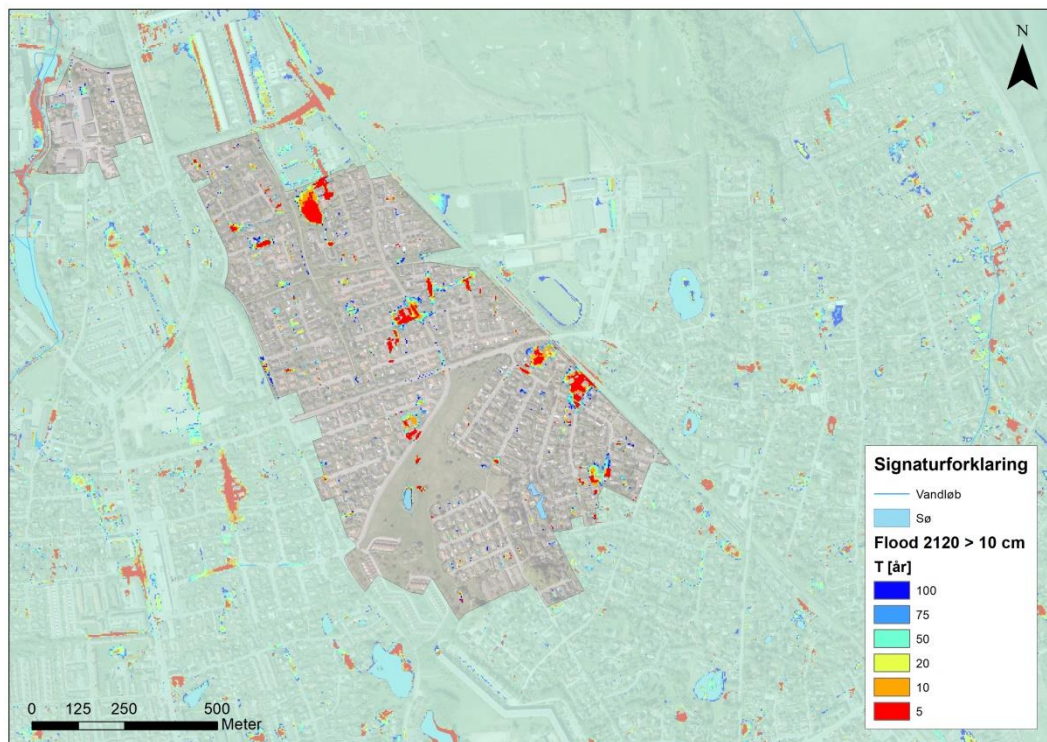 N
Signaturforklaring
Vandløb
Sø
Flood 2120 > 10 cm
T [år]
100
75
50
20
10
5
0 125 250 500
Meter